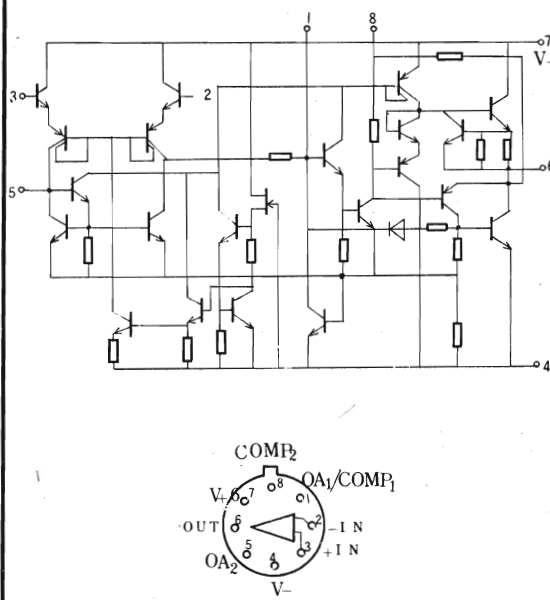 1 8
7
V-
3 2
5
6
4
COMP2
OA1/COMP1
V+6 7 8 1
OUT 6 2 -IN
OA2 5 4 3 +IN
V-